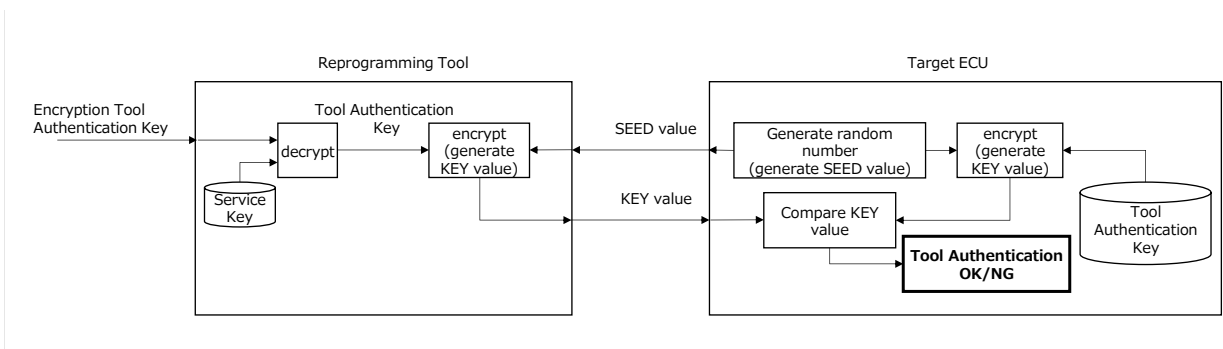 Reprogramming Tool
Target ECU
Encryption Tool
Authentication Key
Tool Authentication
Key
decrypt
Service
Key
encrypt
(generate
KEY value)
SEED value
KEY value
Generate random
number
(generate SEED value)
encrypt
(generate
KEY value)
Compare KEY
value
Tool Authentication
OK/NG
Tool
Authentication
Key